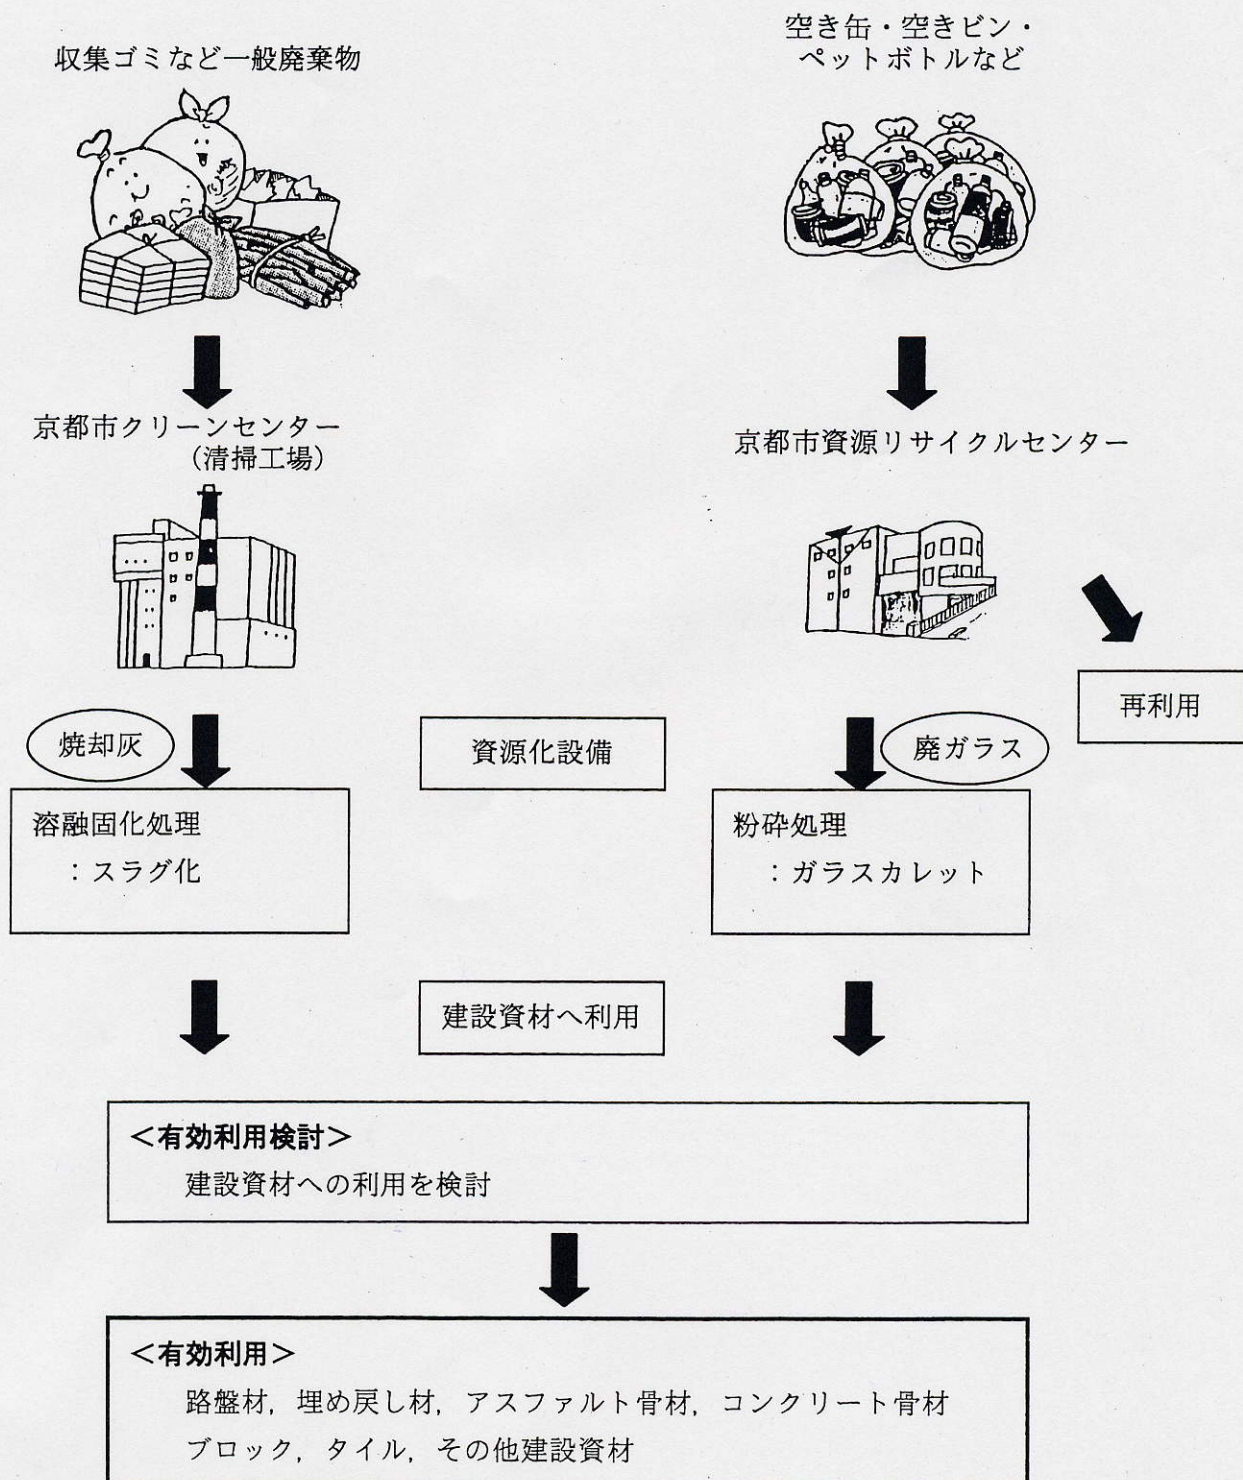 収集ゴミなど一般廃棄物
空き缶・空きビン・
ペットボトルなど
京都市クリーンセンター
(清掃工場)
京都市資源リサイクルセンター
再利用
焼却灰
資源化設備
廃ガラス
溶融固化処理
:スラグ化
粉砕処理
:ガラスカレット
建設資材へ利用
<有効利用検討>
建設資材への利用を検討
<有効利用>
路盤材,埋め戻し材,アスファルト骨材,コンクリート骨材
ブロック,タイル,その他建設資材